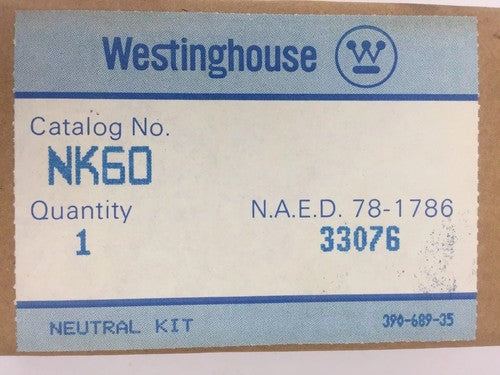 Westinghouse W
Catalog No.
NK60
Quantity N.A.E.D. 78-1786
1 33076
NEUTRAL KIT 390-689-35